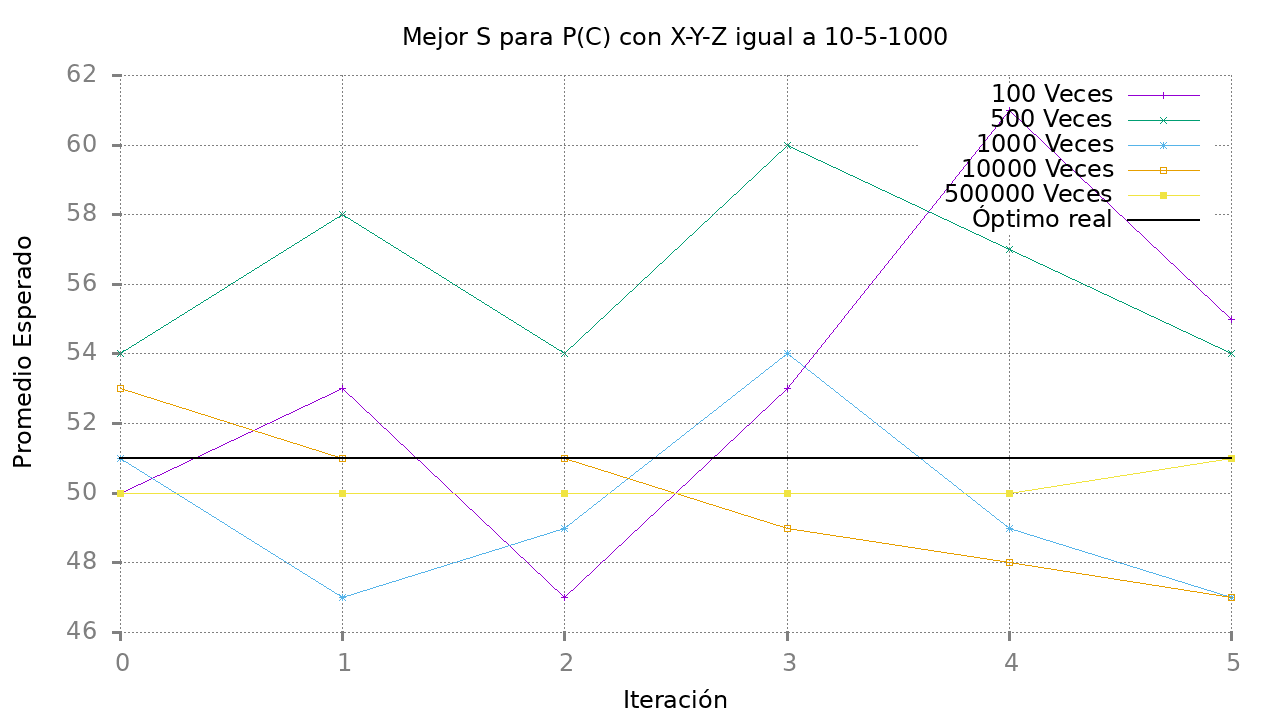 Mejor S para P(C) con X-Y-Z igual a 10-5-1000
62
60
58
56
54
52
50
48
46
Promedio Esperado
100 Veces
500 Veces
1000 Veces
10000 Veces
500000 Veces
Óptimo real
0 1 2 3 4 5
Iteración